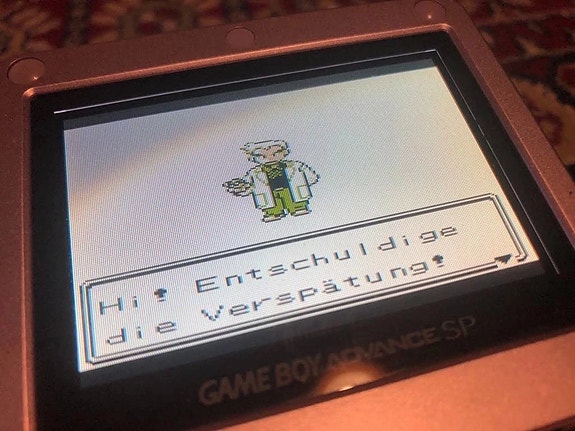 Hi! Entschuldige
die Verspätung!
GAME BOY ADVANCE SP